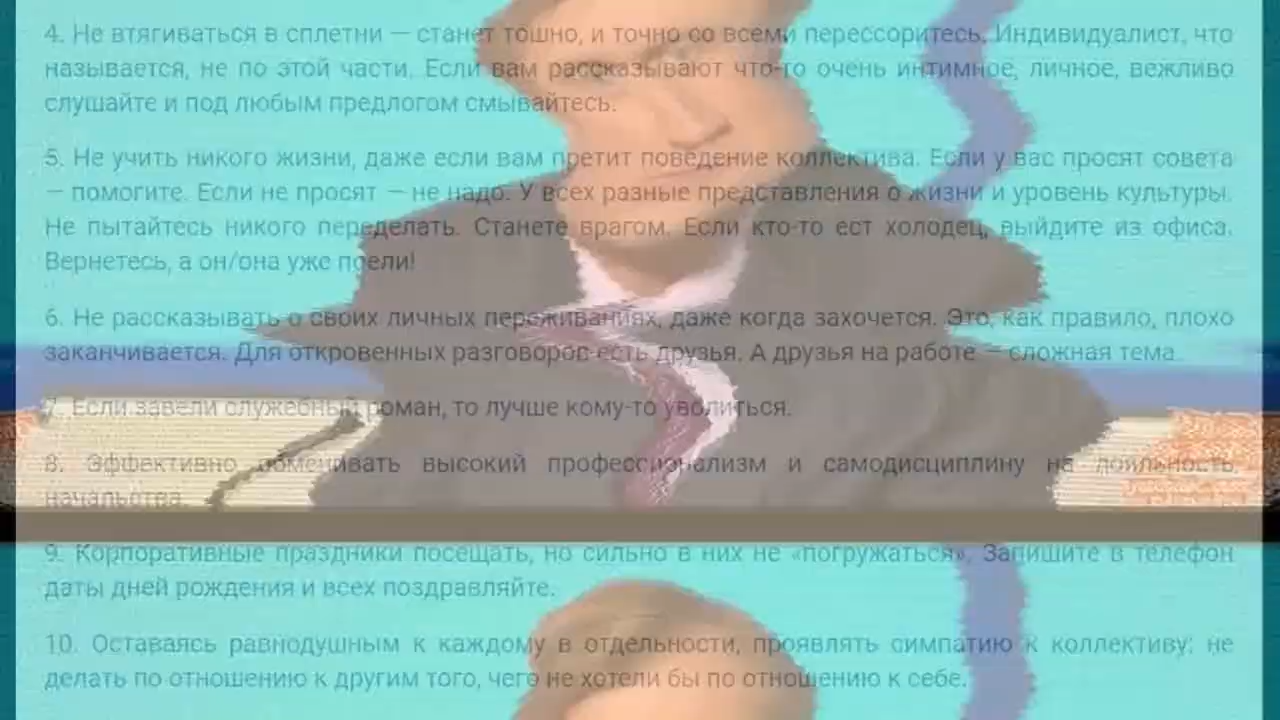 4. Не втягиваться в сплетни — станет тошно, и точно со всеми перессоритесь. Индивидуалист, что
называется, не по этой части. Если вам рассказывают что-то очень интимное, личное, вежливо
слушайте и под любым предлогом смывайтесь.
5. Не учить никого жизни, даже если вам претит поведение коллектива. Если у вас просят совета
— помогите. Если не просят — не надо. У всех разные представления о жизни и уровень культуры.
Не пытайтесь никого переделать. Станете врагом. Если кто-то ест холодец, выйдите из офиса.
Вернетесь, а он/она уже поели!
6. Не рассказывать о своих личных переживаниях, даже когда захочется. Это, как правило, плохо
заканчивается. Для откровенных разговоров есть друзья. А друзья на работе — сложная тема.
7. Если завели служебный роман, то лучше кому-то уволиться.
8. Эффективно обменивать высокий профессионализм и самодисциплину на лояльность
начальства.
9. Корпоративные праздники посещать, но сильно в них не «погружаться». Запишите в телефон
даты дней рождения и всех поздравляйте.
10. Оставаясь равнодушным к каждому в отдельности, проявлять симпатию к коллективу: не
делать по отношению к другим того, чего не хотели бы по отношению к себе.